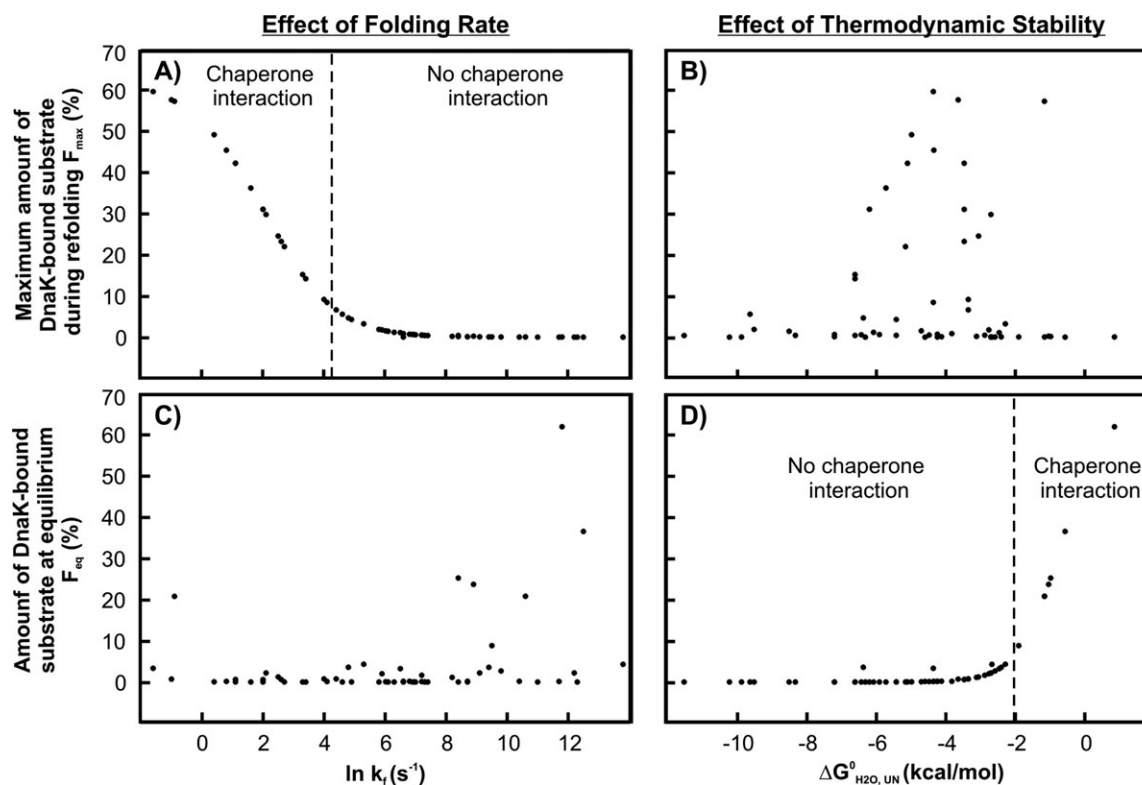 Effect of Folding Rate
Effect of Thermodynamic Stability
Maximum amounf of
DnaK-bound substrate
during refolding Fmax (%)
70
60
50
40
30
20
10
0
A)
Chaperone
interaction
No chaperone
interaction
B)
Amounf of DnaK-bound
substrate at equilibrium
Feq (%)
70
60
50
40
30
20
10
0
C)
D)
No chaperone
interaction
Chaperone
interaction
0 2 4 6 8 10 12
ln kf (s-1)
-10 -8 -6 -4 -2 0
ΔG0H2O, UN (kcal/mol)